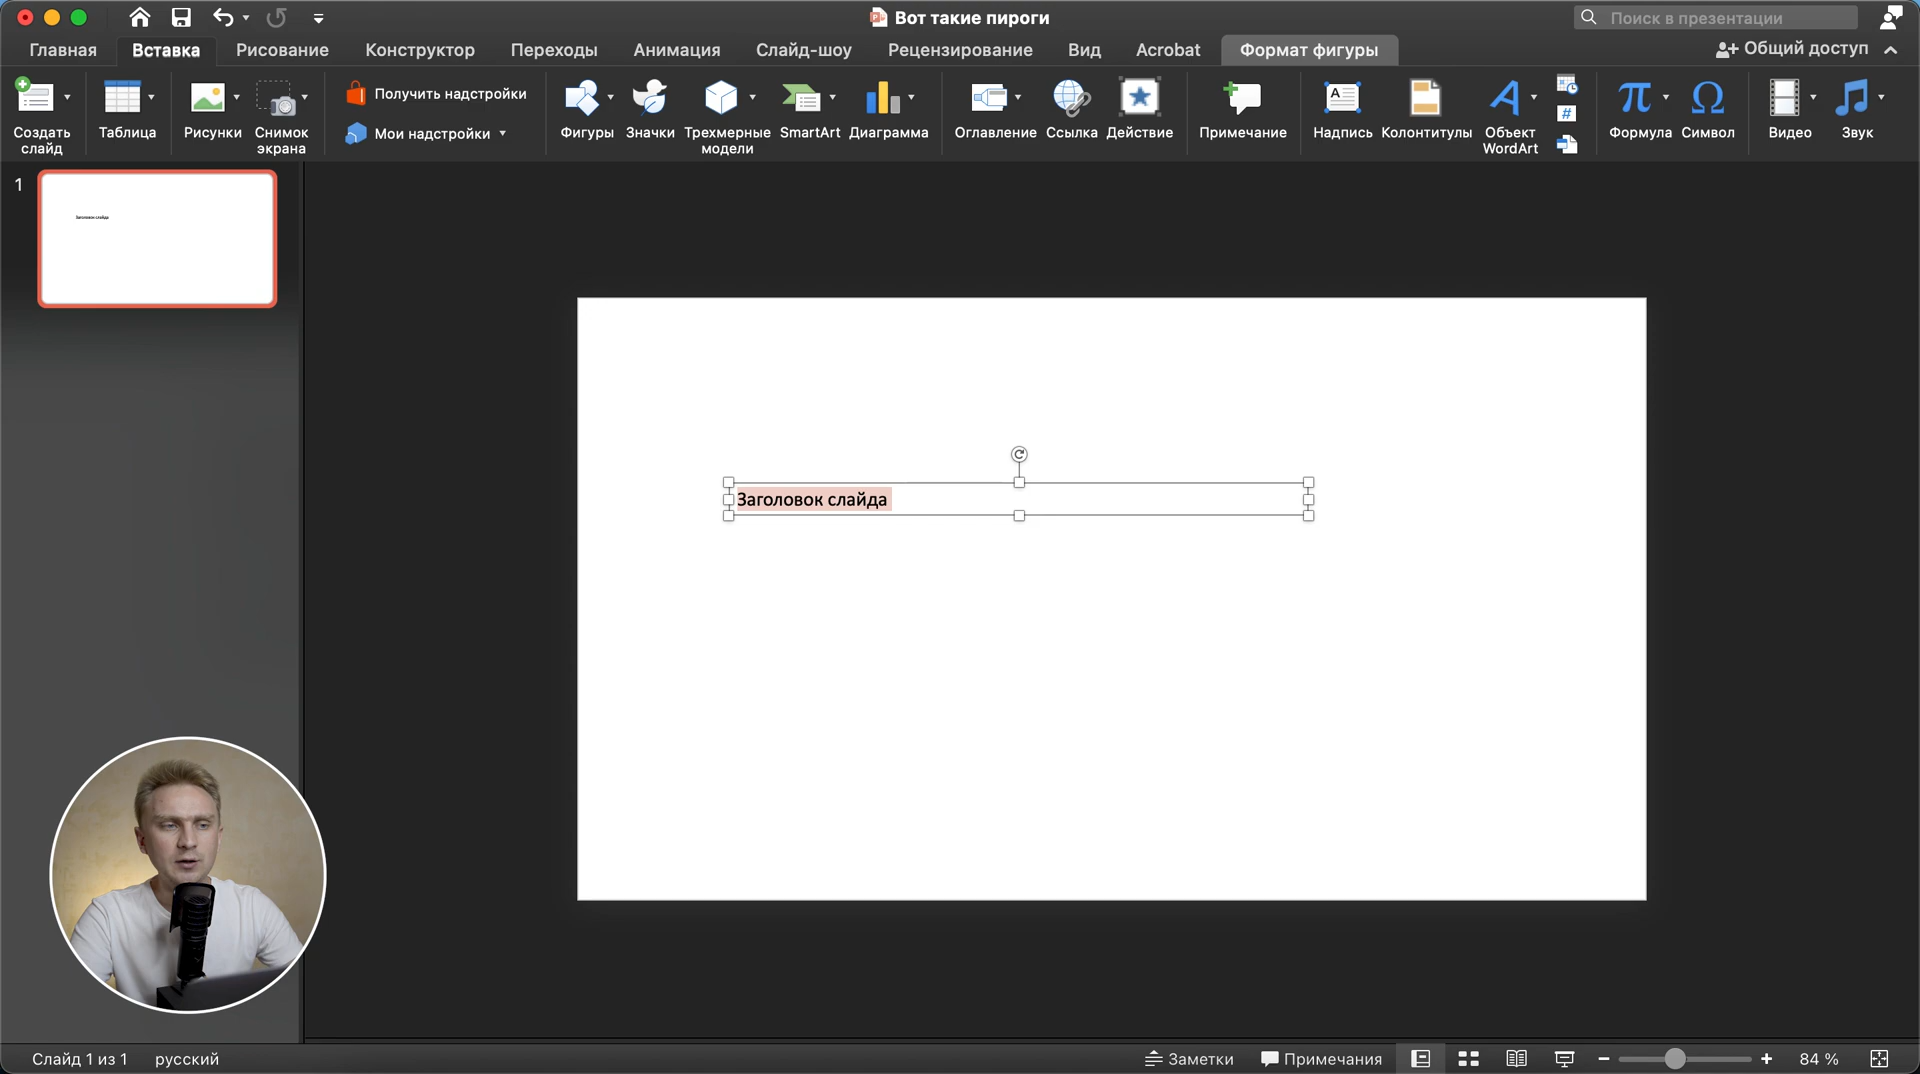 Вот такие пироги
Поиск в презентации
Главная Вставка Рисование Конструктор Переходы Анимация Слайд-шоу Рецензирование Вид Acrobat Формат фигуры Общий доступ
Создать слайд
Таблица
Рисунки
Снимок экрана
Получить надстройки
Мои надстройки
Фигуры
Значки
Трехмерные модели
SmartArt
Диаграмма
Оглавление
Ссылка
Действие
Примечание
Надпись
Колонтитулы
Объект WordArt
Формула
Символ
Видео
Звук
1
Заголовок слайда
Заголовок слайда
Слайд 1 из 1 русский Заметки Примечания 84 %